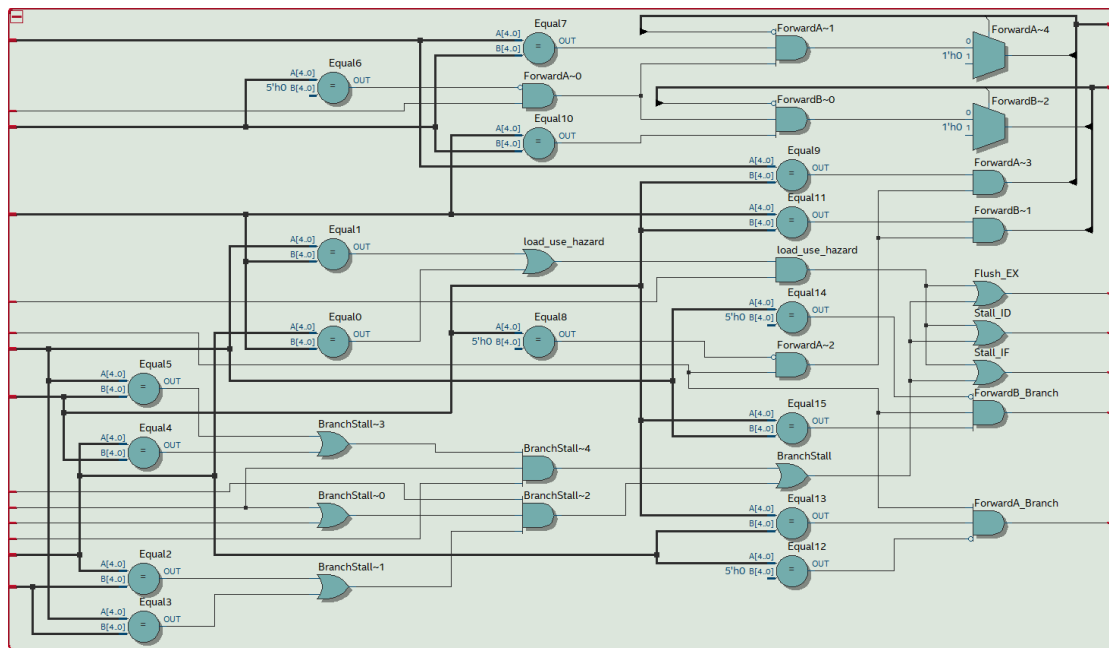 Equal7
A[4..0]
B[4..0]
=
OUT
ForwardA~1
ForwardA~4
0
1'h0 1
Equal6
A[4..0]
5'h0 B[4..0]
=
OUT
ForwardA~0
ForwardB~0
ForwardB~2
0
1'h0 1
Equal10
A[4..0]
B[4..0]
=
OUT
Equal9
A[4..0]
B[4..0]
=
OUT
ForwardA~3
Equal11
A[4..0]
B[4..0]
=
OUT
ForwardB~1
Equal1
A[4..0]
B[4..0]
=
OUT
load_use_hazard
load_use_hazard
Flush_EX
Equal14
A[4..0]
5'h0 B[4..0]
=
OUT
Equal0
A[4..0]
B[4..0]
=
OUT
Equal8
A[4..0]
5'h0 B[4..0]
=
OUT
Stall_ID
ForwardA~2
Stall_IF
Equal5
A[4..0]
B[4..0]
=
OUT
ForwardB_Branch
Equal15
A[4..0]
B[4..0]
=
OUT
Equal4
A[4..0]
B[4..0]
=
OUT
BranchStall~3
BranchStall~4
BranchStall
BranchStall~0
BranchStall~2
Equal13
A[4..0]
B[4..0]
=
OUT
ForwardA_Branch
Equal2
A[4..0]
B[4..0]
=
OUT
BranchStall~1
Equal12
A[4..0]
5'h0 B[4..0]
=
OUT
Equal3
A[4..0]
B[4..0]
=
OUT